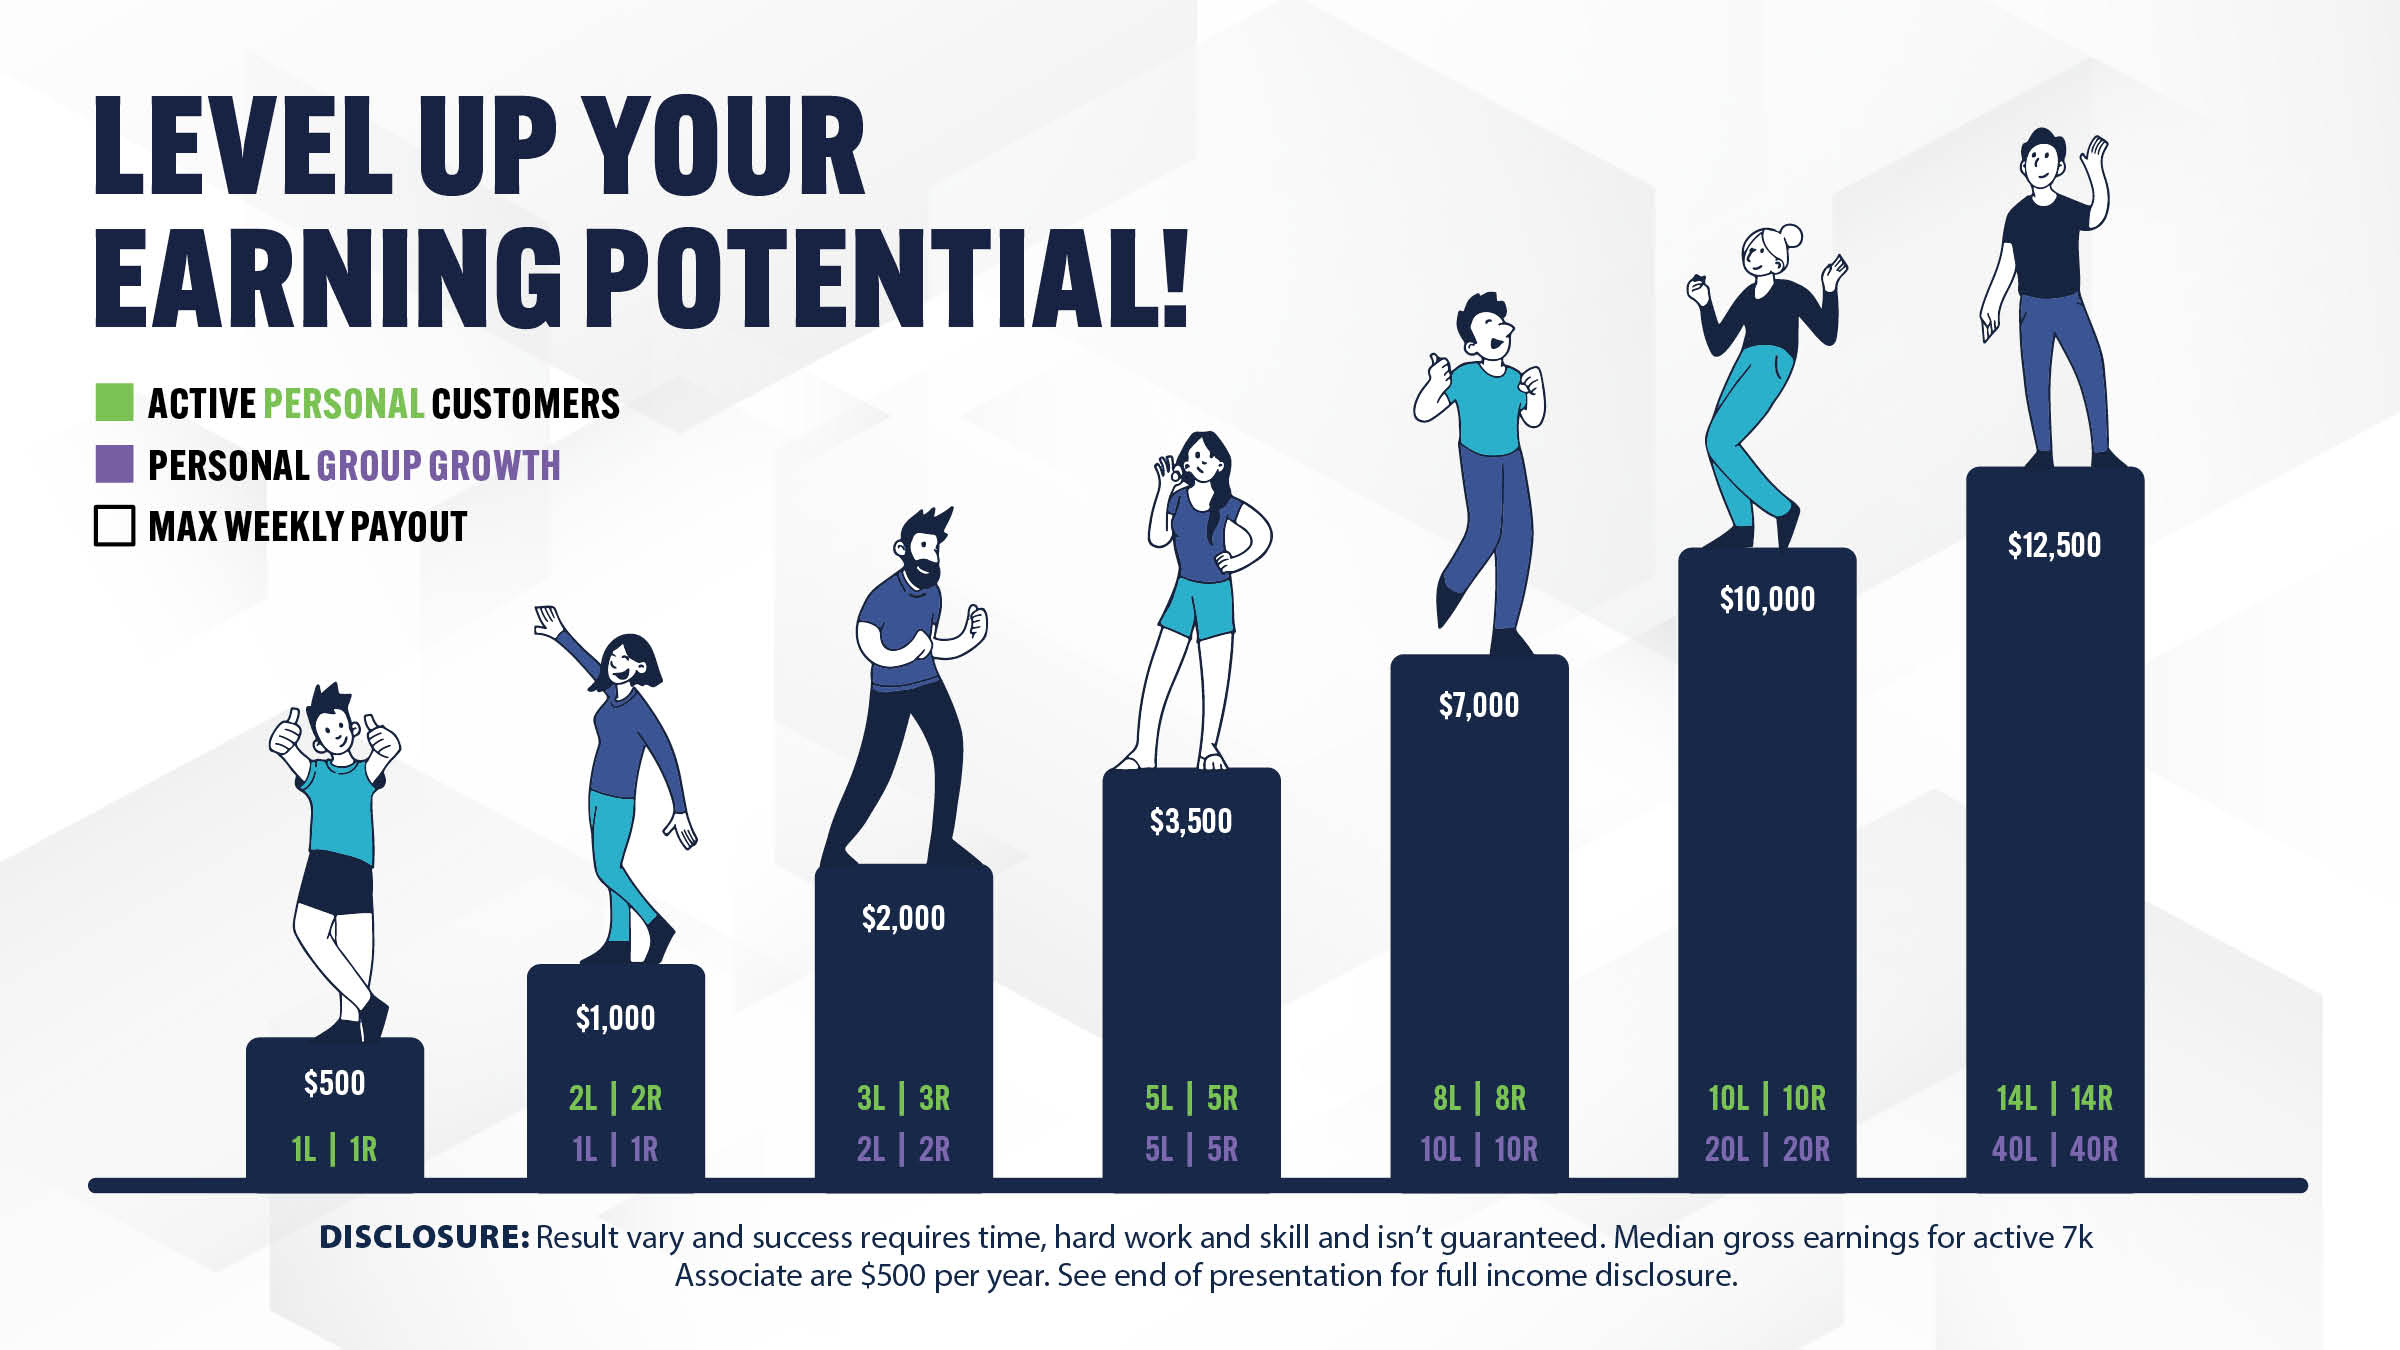 LEVEL UP YOUR
EARNING POTENTIAL!
ACTIVE PERSONAL CUSTOMERS
PERSONAL GROUP GROWTH
MAX WEEKLY PAYOUT
$500
1L | 1R
$1,000
2L | 2R
1L | 1R
$2,000
3L | 3R
2L | 2R
$3,500
5L | 5R
5L | 5R
$7,000
8L | 8R
10L | 10R
$10,000
10L | 10R
20L | 20R
$12,500
14L | 14R
40L | 40R
DISCLOSURE: Result vary and success requires time, hard work and skill and isn't guaranteed. Median gross earnings for active 7k
Associate are $500 per year. See end of presentation for full income disclosure.